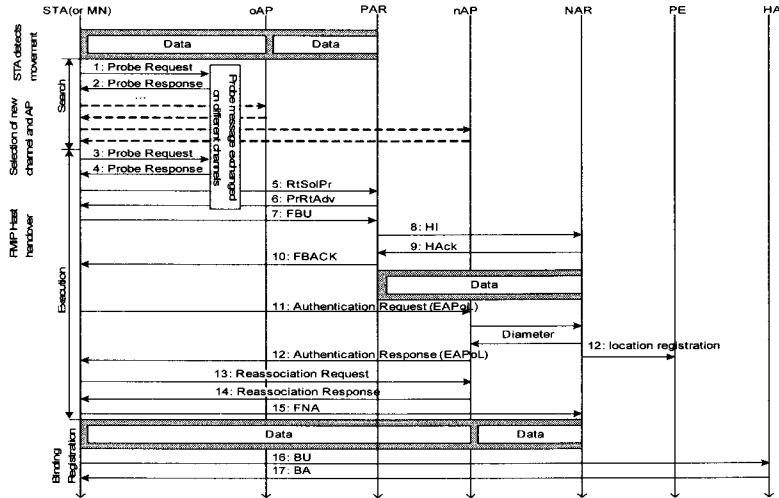 STA(or MN) oAP PAR nAP NAR PE HA
STA detects
movement
Data Data
1: Probe Request
2: Probe Response
...
Search
Probe message exchanged
on different channels
Selection of new
channel and AP
3: Probe Request
4: Probe Response
5: RtSolPr
6: PrRtAdv
7: FBU
8: HI
9: HAck
10: FBACK
FMIP Hast
handover
Execution
Data
11: Authentication Request (EAPoL)
Diameter
12: location registration
12: Authentication Response (EAPoL)
13: Reassociation Request
14: Reassociation Response
15: FNA
Data Data
Binding
Registration
16: BU
17: BA